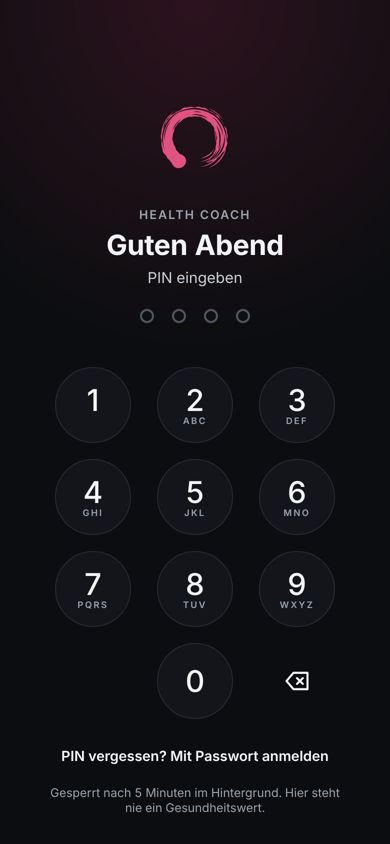 HEALTH COACH
Guten Abend
PIN eingeben
1
2
ABC
3
DEF
4
GHI
5
JKL
6
MNO
7
PQRS
8
TUV
9
WXYZ
0
PIN vergessen? Mit Passwort anmelden
Gesperrt nach 5 Minuten im Hintergrund. Hier steht
nie ein Gesundheitswert.